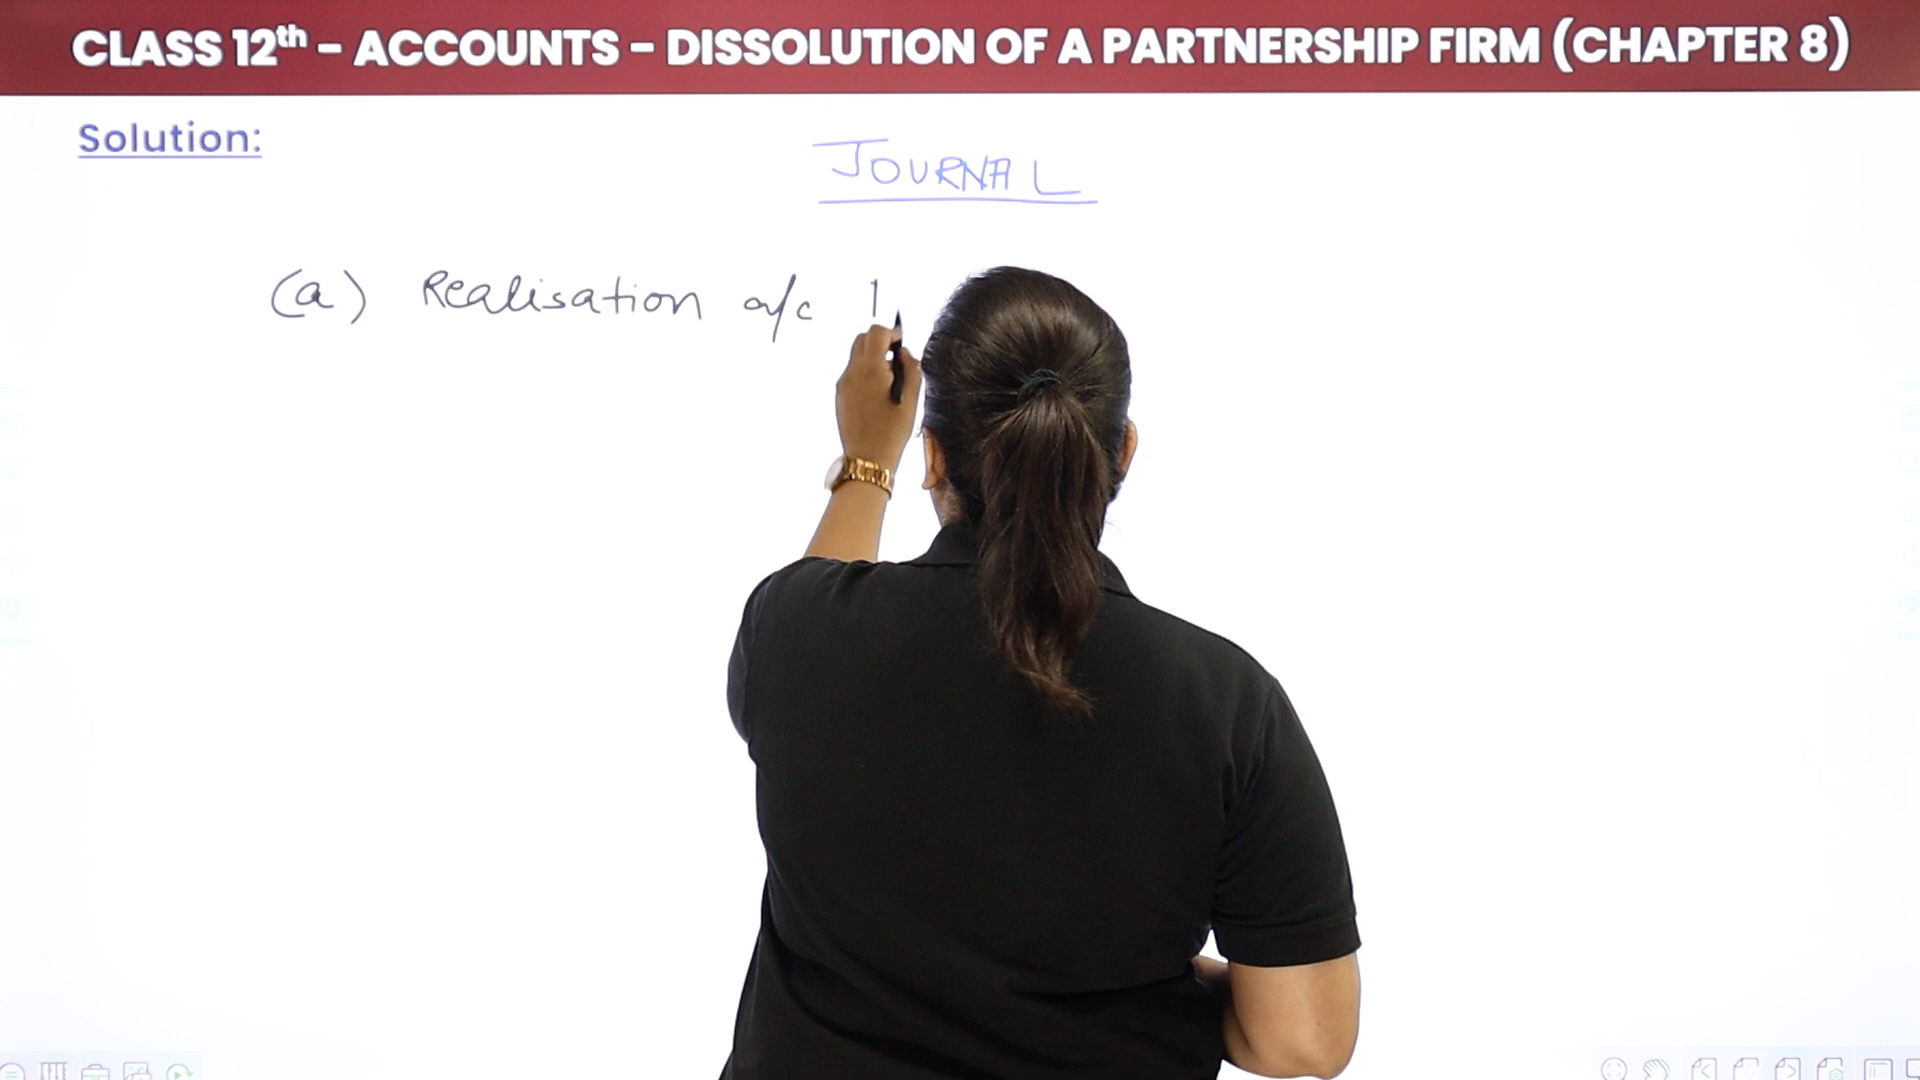 CLASS 12th – ACCOUNTS – DISSOLUTION OF A PARTNERSHIP FIRM (CHAPTER 8)
Solution:
JOURNAL
(a) Realisation a/c